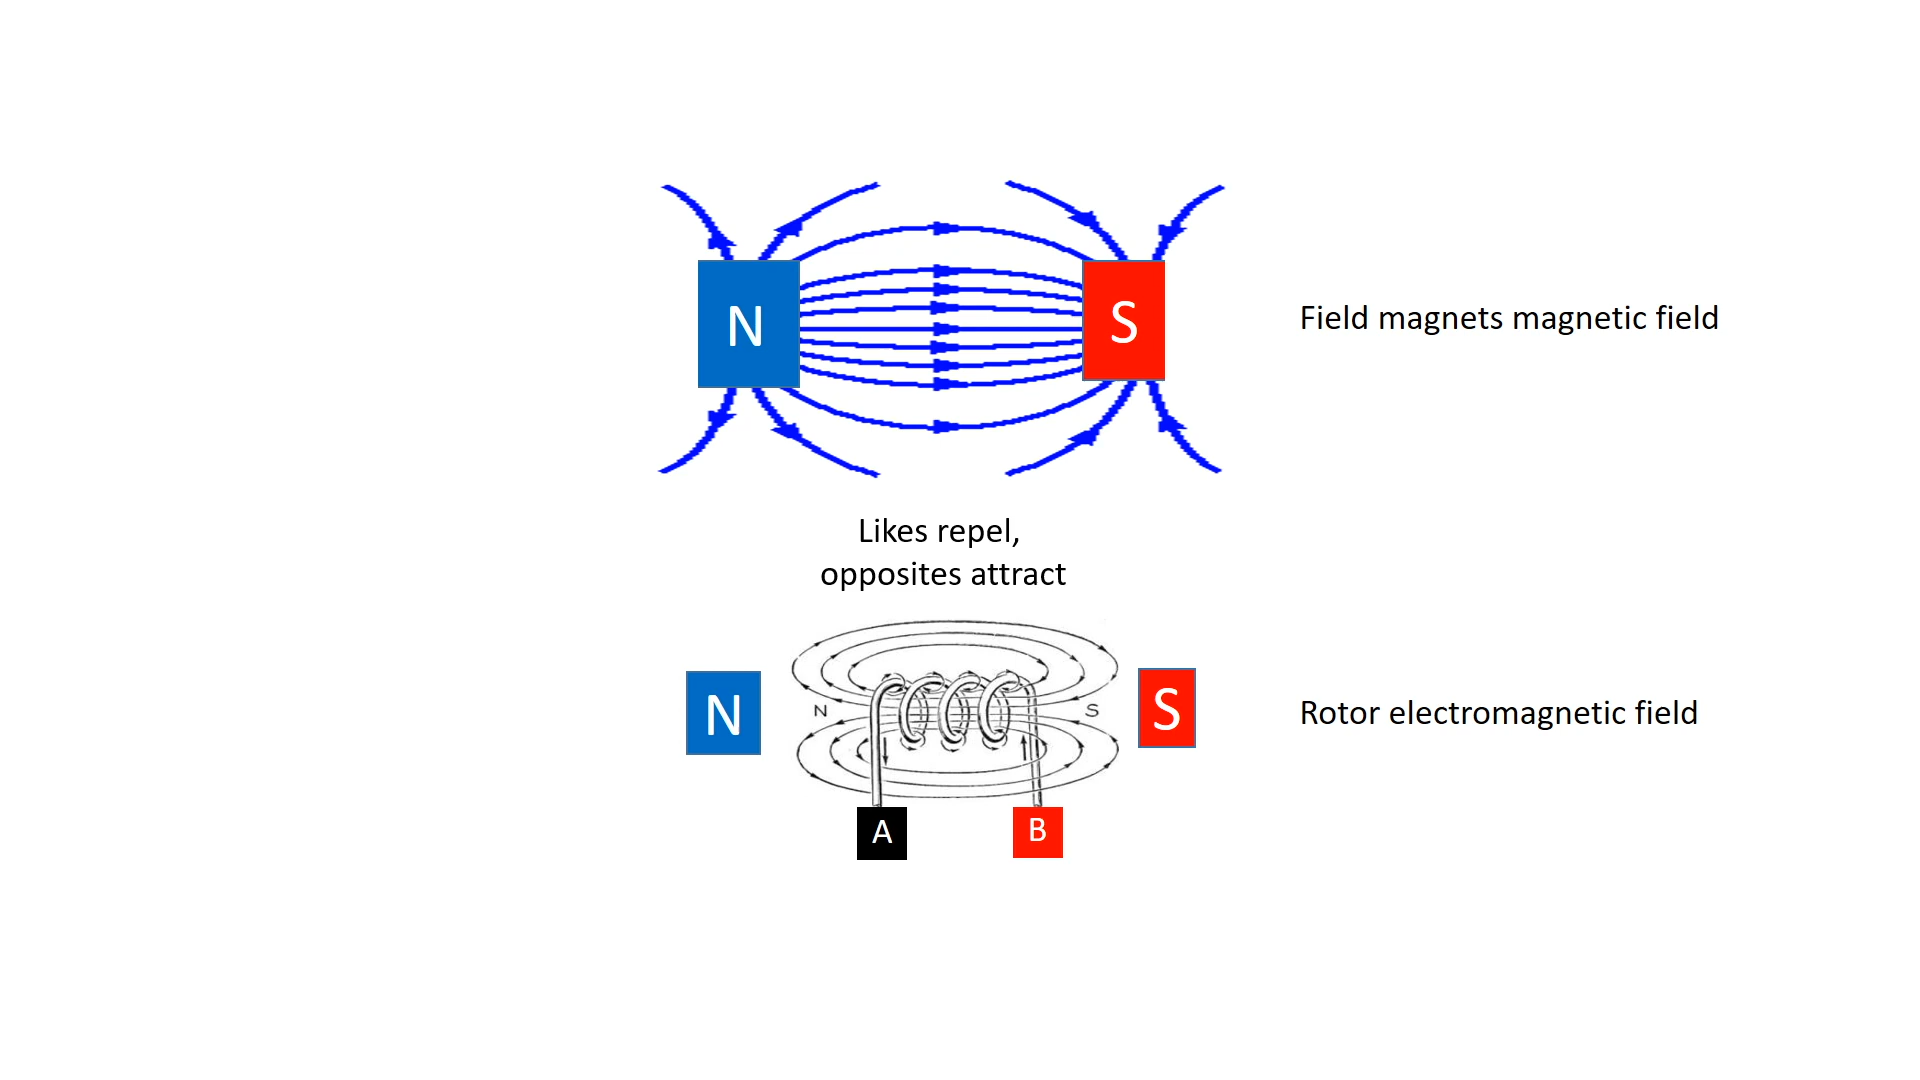 N
S
Field magnets magnetic field
Likes repel,
opposites attract
N
N
S
S
Rotor electromagnetic field
A
B